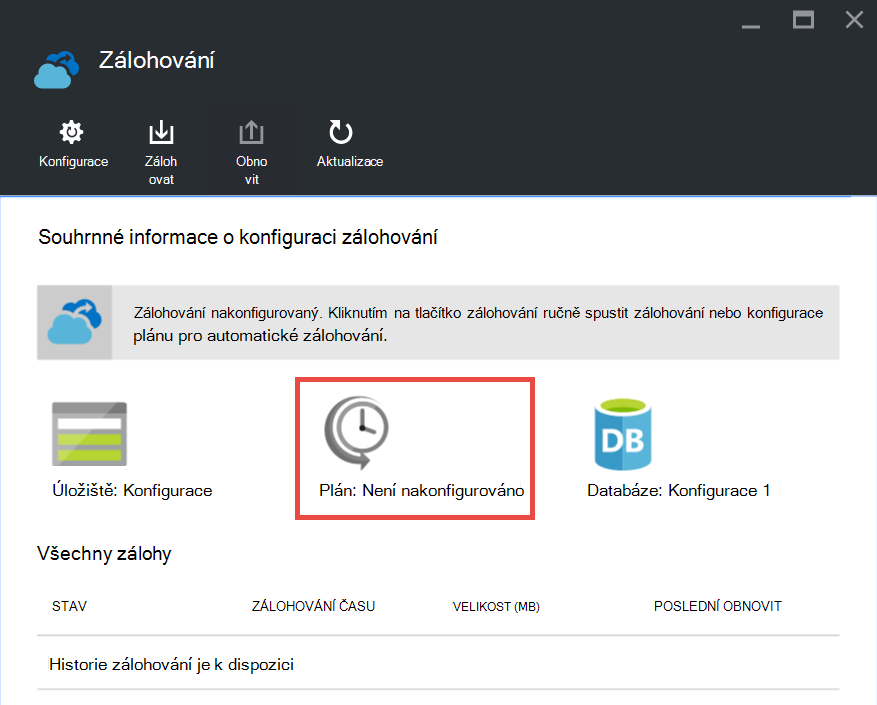 Zálohování
Konfigurace
Záloh
ovat
Obno
vit
Aktualizace
Souhrnné informace o konfiguraci zálohování
Zálohování nakonfigurovaný. Kliknutím na tlačítko zálohování ručně spustit zálohování nebo konfigurace
plánu pro automatické zálohování.
Úložiště: Konfigurace
Plán: Není nakonfigurováno
DB
Databáze: Konfigurace 1
Všechny zálohy
STAV ZÁLOHOVÁNÍ ČASU VELIKOST (MB) POSLEDNÍ OBNOVIT
Historie zálohování je k dispozici